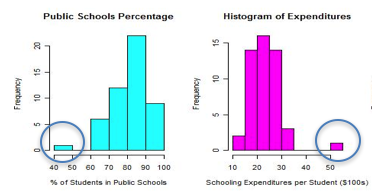 Public Schools Percentage
Frequency
20
15
10
5
0
40 50 60 70 80 90 100
% of Students in Public Schools
Histogram of Expenditures
Frequency
15
10
5
0
10 20 30 40 50
Schooling Expenditures per Student ($100s)